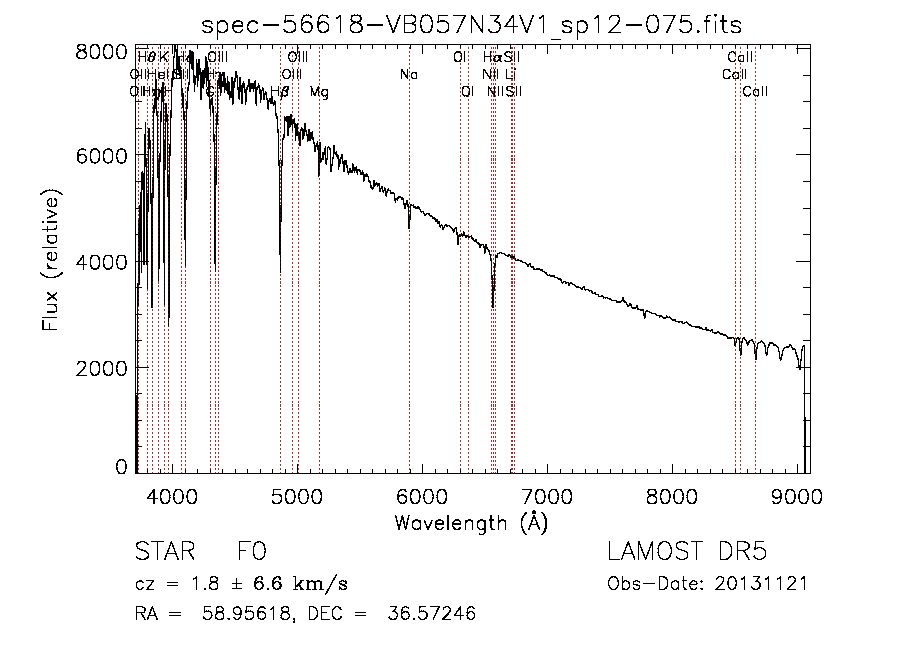 spec-56618-VB057N34V1_sp12-075.fits
Hθ K OIII OIII OI Hα SII CaII
OII OIII Na NII Li CaII
OII Hβ Mg OI NII SII CaII
8000
6000
4000
2000
0
Flux (relative)
4000 5000 6000 7000 8000 9000
Wavelength (Å)
STAR F0 LAMOST DR5
cz = 1.8 ± 6.6 km/s Obs-Date: 20131121
RA = 58.95618, DEC = 36.57246